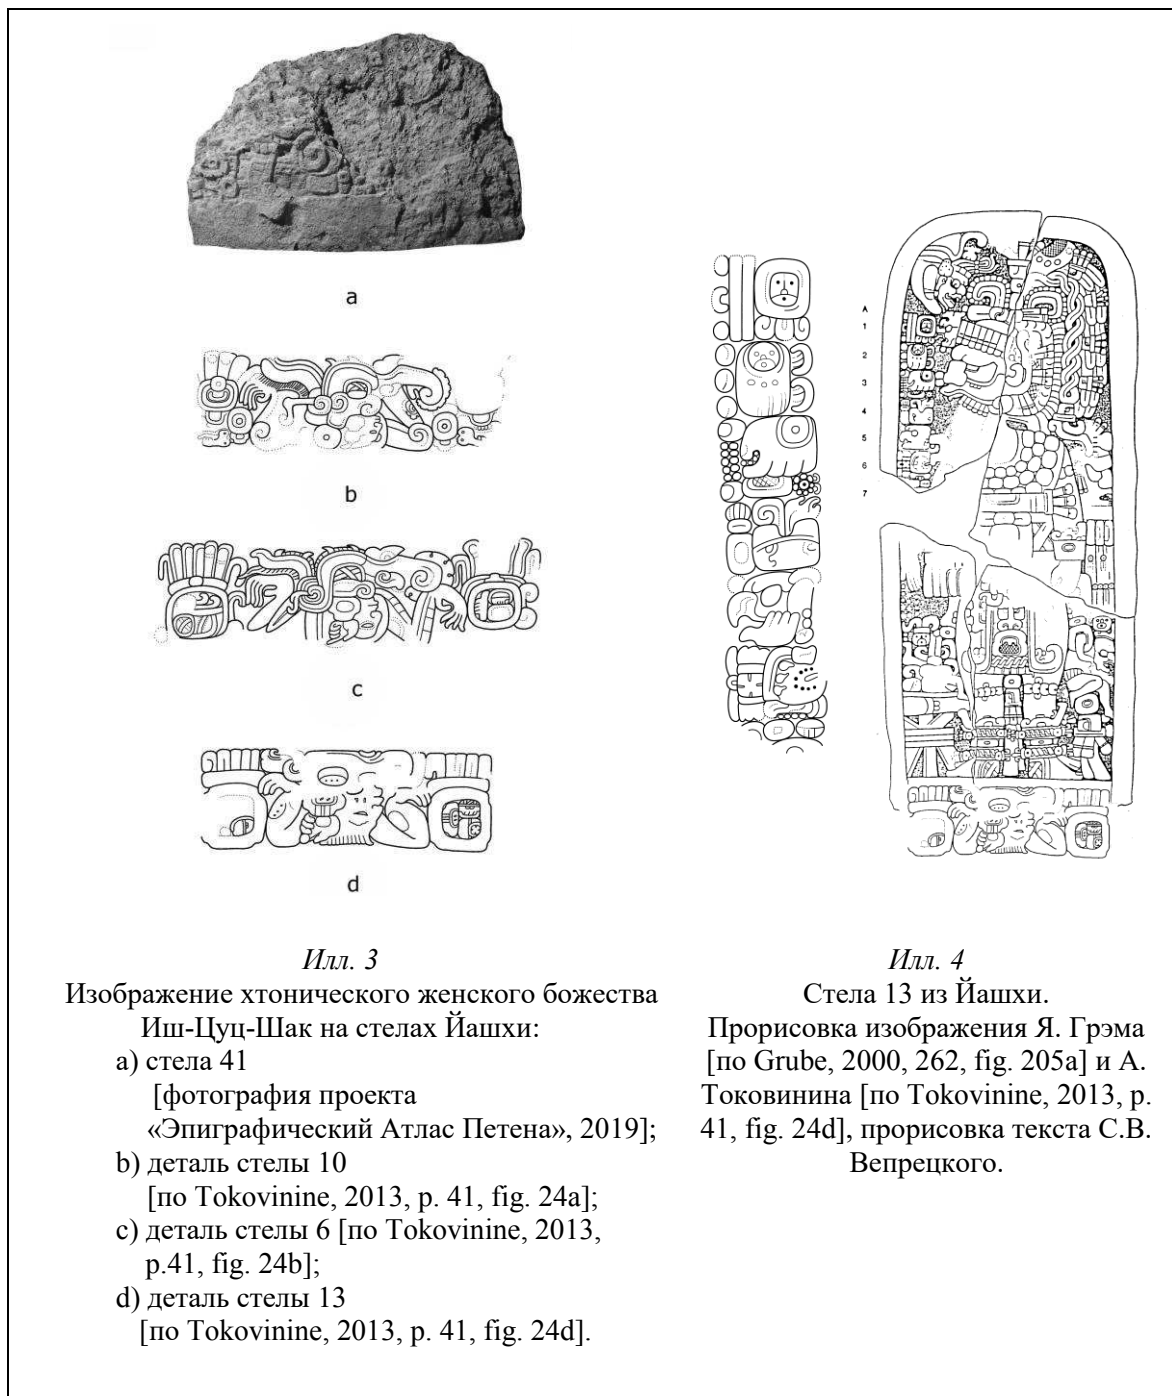 a
b
c
d
A
1
2
3
4
5
6
7
Илл. 3
Изображение хтонического женского божества
Иш-Цуц-Шак на стелах Йашхи:
a) стела 41
[фотография проекта
«Эпиграфический Атлас Петена», 2019];
b) деталь стелы 10
[по Tokovinine, 2013, p. 41, fig. 24a];
c) деталь стелы 6 [по Tokovinine, 2013,
p.41, fig. 24b];
d) деталь стелы 13
[по Tokovinine, 2013, p. 41, fig. 24d].
Илл. 4
Стела 13 из Йашхи.
Прорисовка изображения Я. Грэма
[по Grube, 2000, 262, fig. 205a] и А.
Токовинина [по Tokovinine, 2013, p.
41, fig. 24d], прорисовка текста С.В.
Вепрецкого.